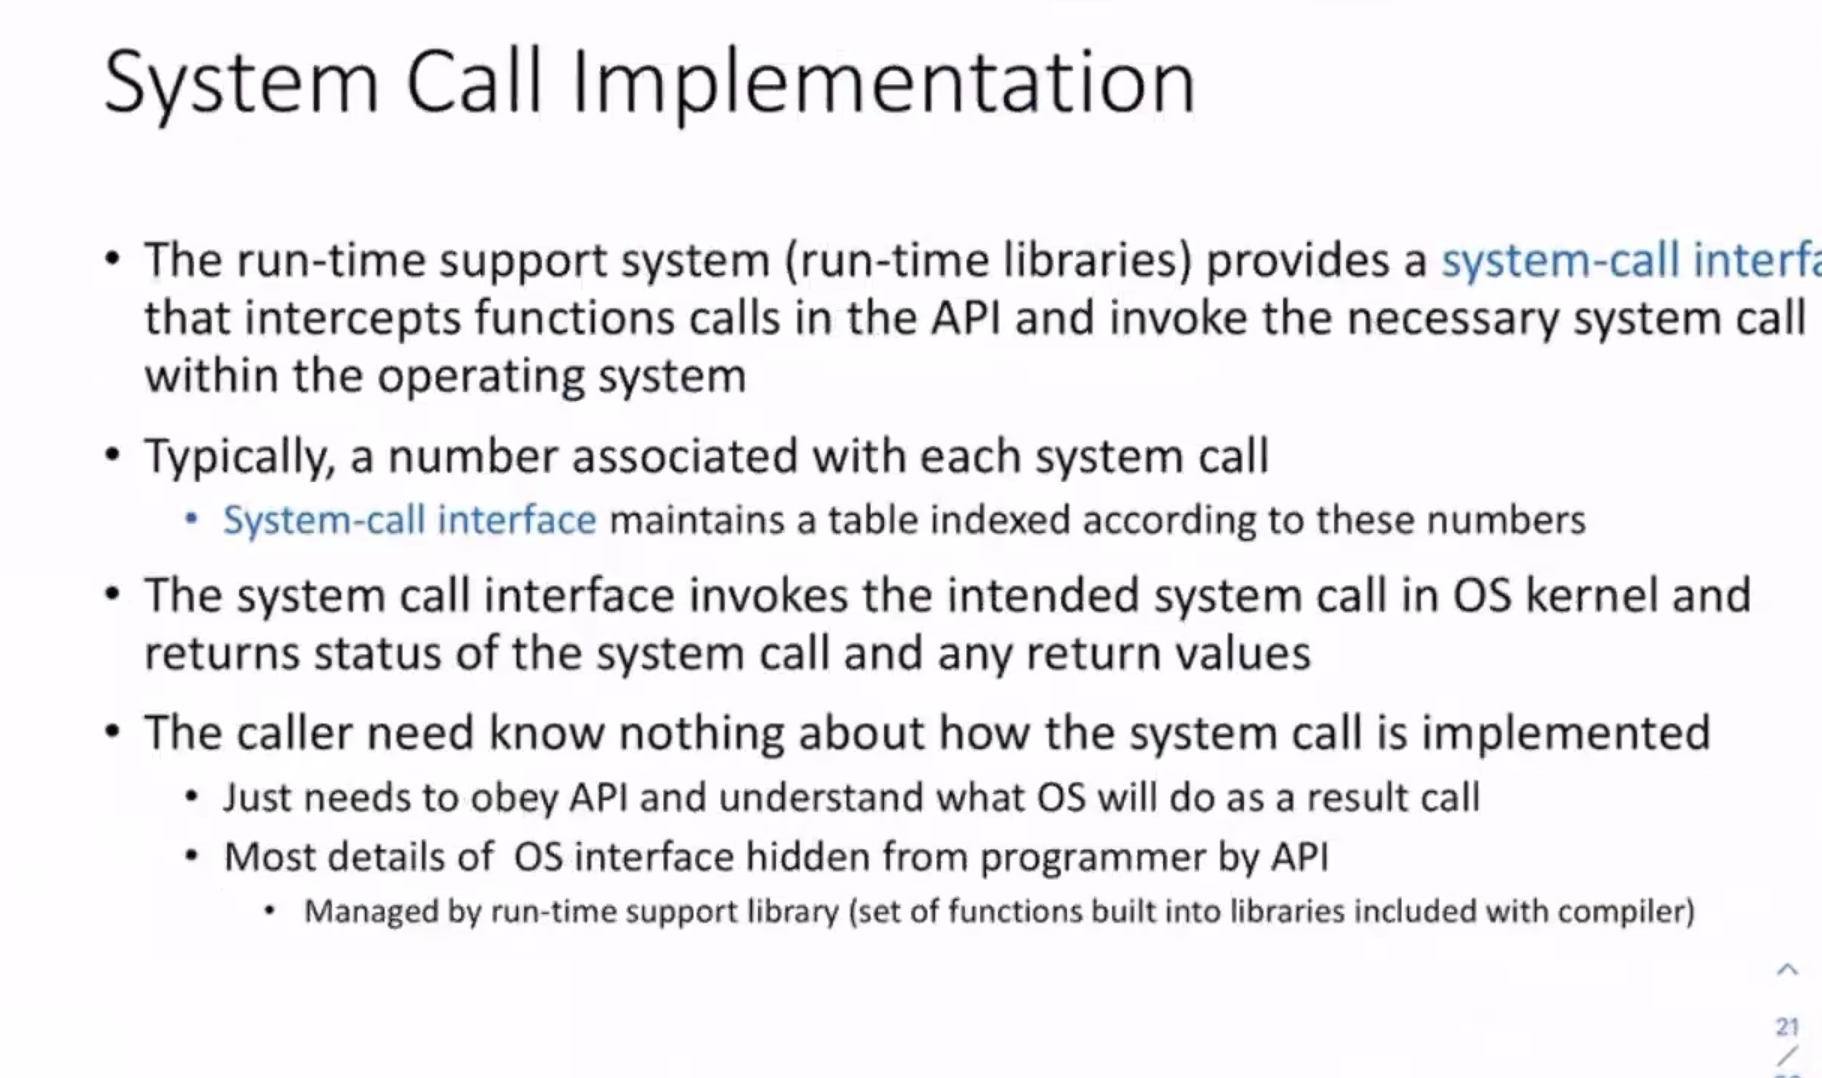 System Call Implementation
• The run-time support system (run-time libraries) provides a system-call
that intercepts functions calls in the API and invoke the necessary system call
within the operating system
• Typically, a number associated with each system call
• System-call interface maintains a table indexed according to these numbers
• The system call interface invokes the intended system call in OS kernel and
returns status of the system call and any return values
• The caller need know nothing about how the system call is implemented
• Just needs to obey API and understand what OS will do as a result call
• Most details of OS interface hidden from programmer by API
• Managed by run-time support library (set of functions built into libraries included with compiler)
21
/